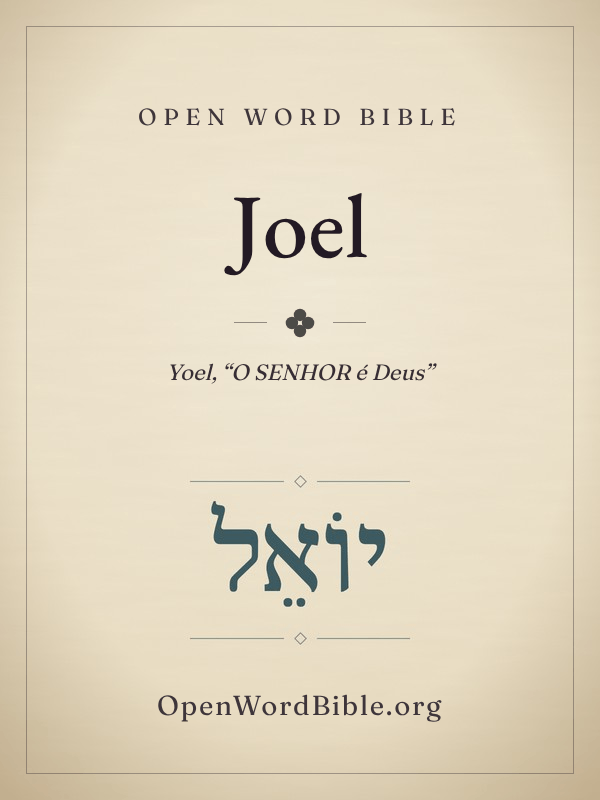 OPEN WORD BIBLE
Joel
Yoel, “O SENHOR é Deus”
יוֹאֵל
OpenWordBible.org